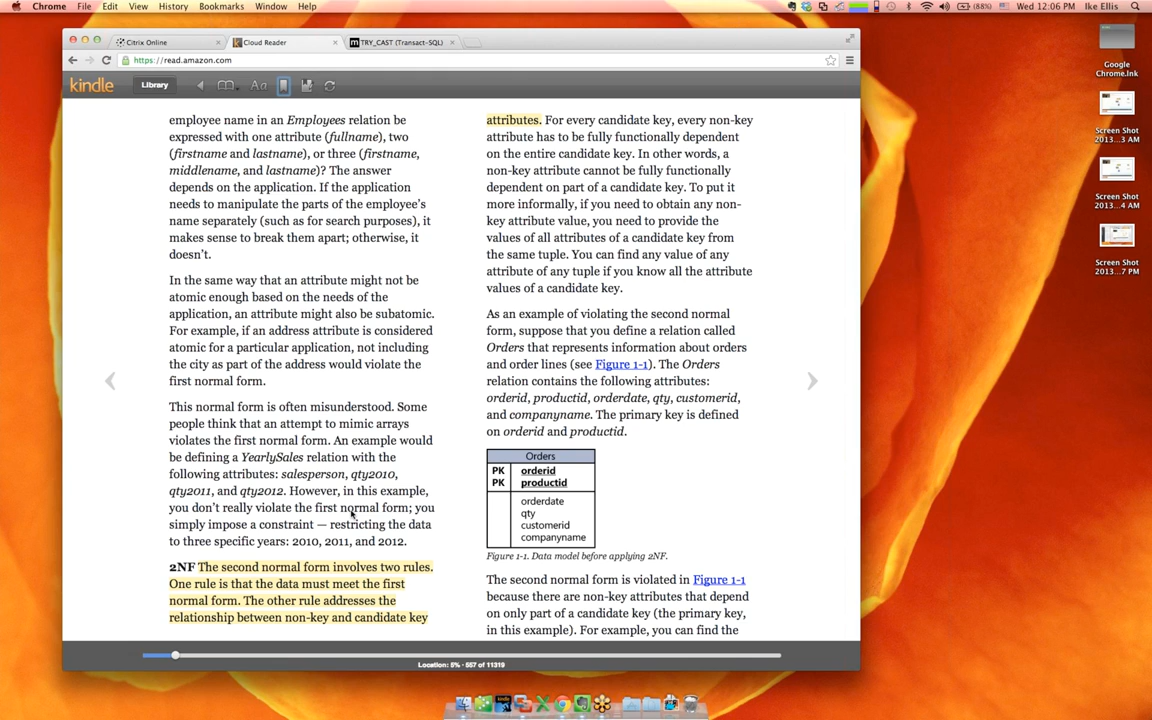 Chrome File Edit View History Bookmarks Window Help
(88%) Wed 12:06 PM Ike Ellis
Citrix Online
Cloud Reader
TRY_CAST (Transact-SQL)
https://read.amazon.com
kindle Library Aa
employee name in an Employees relation be
expressed with one attribute (fullname), two
(firstname and lastname), or three (firstname,
middlename, and lastname)? The answer
depends on the application. If the application
needs to manipulate the parts of the employee's
name separately (such as for search purposes), it
makes sense to break them apart; otherwise, it
doesn't.
In the same way that an attribute might not be
atomic enough based on the needs of the
application, an attribute might also be subatomic.
For example, if an address attribute is considered
atomic for a particular application, not including
the city as part of the address would violate the
first normal form.
This normal form is often misunderstood. Some
people think that an attempt to mimic arrays
violates the first normal form. An example would
be defining a YearlySales relation with the
following attributes: salesperson, qty2010,
qty2011, and qty2012. However, in this example,
you don't really violate the first normal form; you
simply impose a constraint — restricting the data
to three specific years: 2010, 2011, and 2012.
2NF The second normal form involves two rules.
One rule is that the data must meet the first
normal form. The other rule addresses the
relationship between non-key and candidate key
attributes. For every candidate key, every non-key
attribute has to be fully functionally dependent
on the entire candidate key. In other words, a
non-key attribute cannot be fully functionally
dependent on part of a candidate key. To put it
more informally, if you need to obtain any non-
key attribute value, you need to provide the
values of all attributes of a candidate key from
the same tuple. You can find any value of any
attribute of any tuple if you know all the attribute
values of a candidate key.
As an example of violating the second normal
form, suppose that you define a relation called
Orders that represents information about orders
and order lines (see Figure 1-1). The Orders
relation contains the following attributes:
orderid, productid, orderdate, qty, customerid,
and companyname. The primary key is defined
on orderid and productid.
Orders
PK orderid
PK productid
orderdate
qty
customerid
companyname
Figure 1-1. Data model before applying 2NF.
The second normal form is violated in Figure 1-1
because there are non-key attributes that depend
on only part of a candidate key (the primary key,
in this example). For example, you can find the
Location: 5% · 557 of 11319
Google
Chrome.lnk
Screen Shot
2013...3 AM
Screen Shot
2013...4 AM
Screen Shot
2013...7 PM